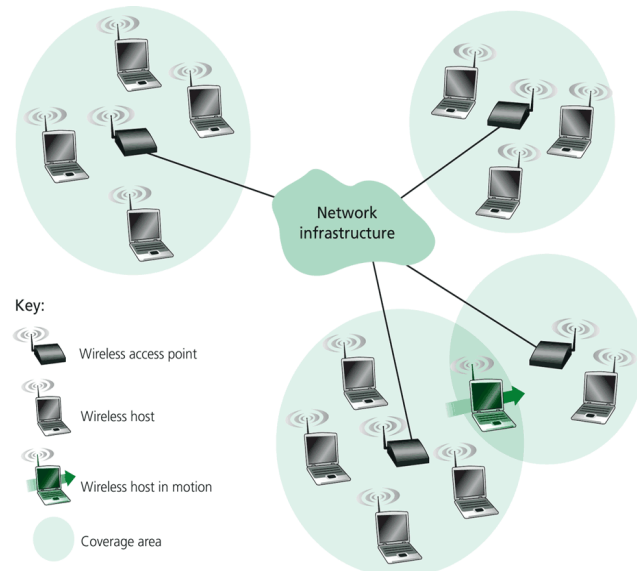 Network
infrastructure
Key:
Wireless access point
Wireless host
Wireless host in motion
Coverage area